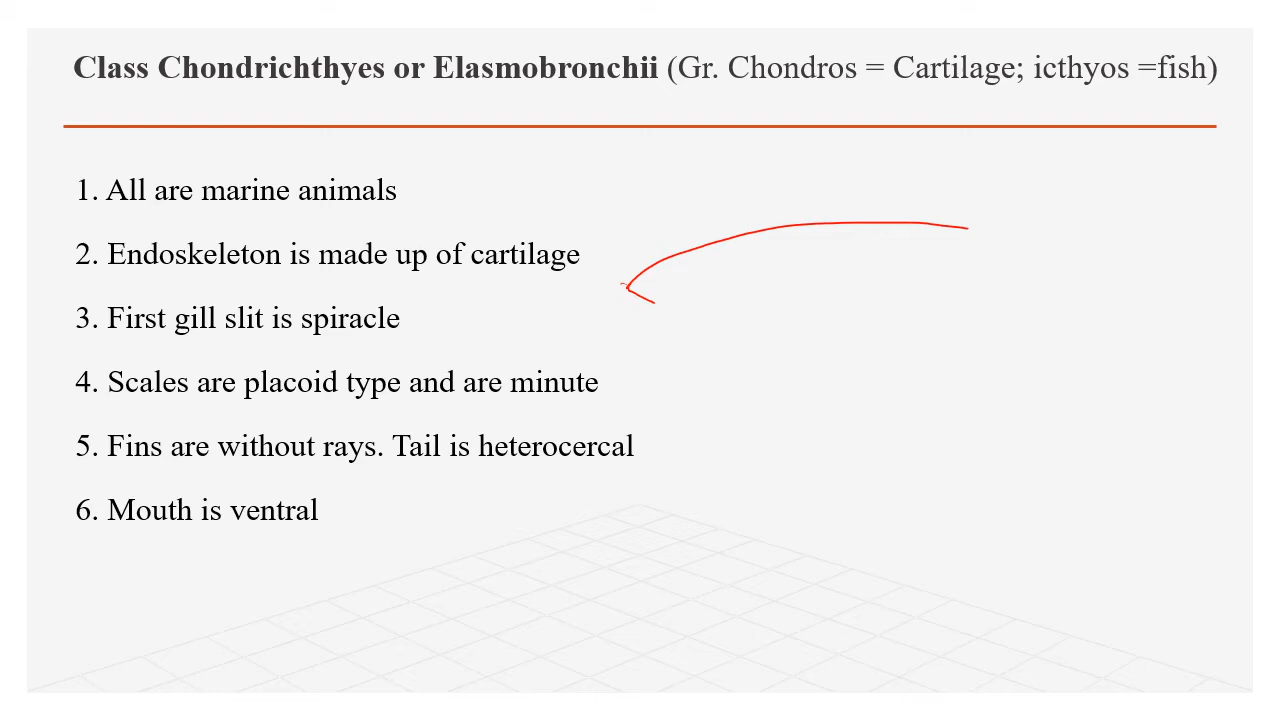 Class Chondrichthyes or Elasmobronchii (Gr. Chondros = Cartilage; icthyos =fish)
1. All are marine animals
2. Endoskeleton is made up of cartilage
3. First gill slit is spiracle
4. Scales are placoid type and are minute
5. Fins are without rays. Tail is heterocercal
6. Mouth is ventral